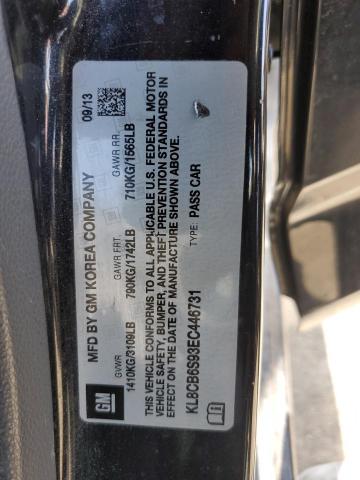 GM
MFD BY GM KOREA COMPANY 09/13
GVWR GAWR FRT. GAWR RR.
1410KG/3109LB 790KG/1742LB 710KG/1565LB
THIS VEHICLE CONFORMS TO ALL APPLICABLE U.S. FEDERAL MOTOR
VEHICLE SAFETY, BUMPER, AND THEFT PREVENTION STANDARDS IN
EFFECT ON THE DATE OF MANUFACTURE SHOWN ABOVE.
KL8CB6S93EC446731 TYPE: PASS CAR